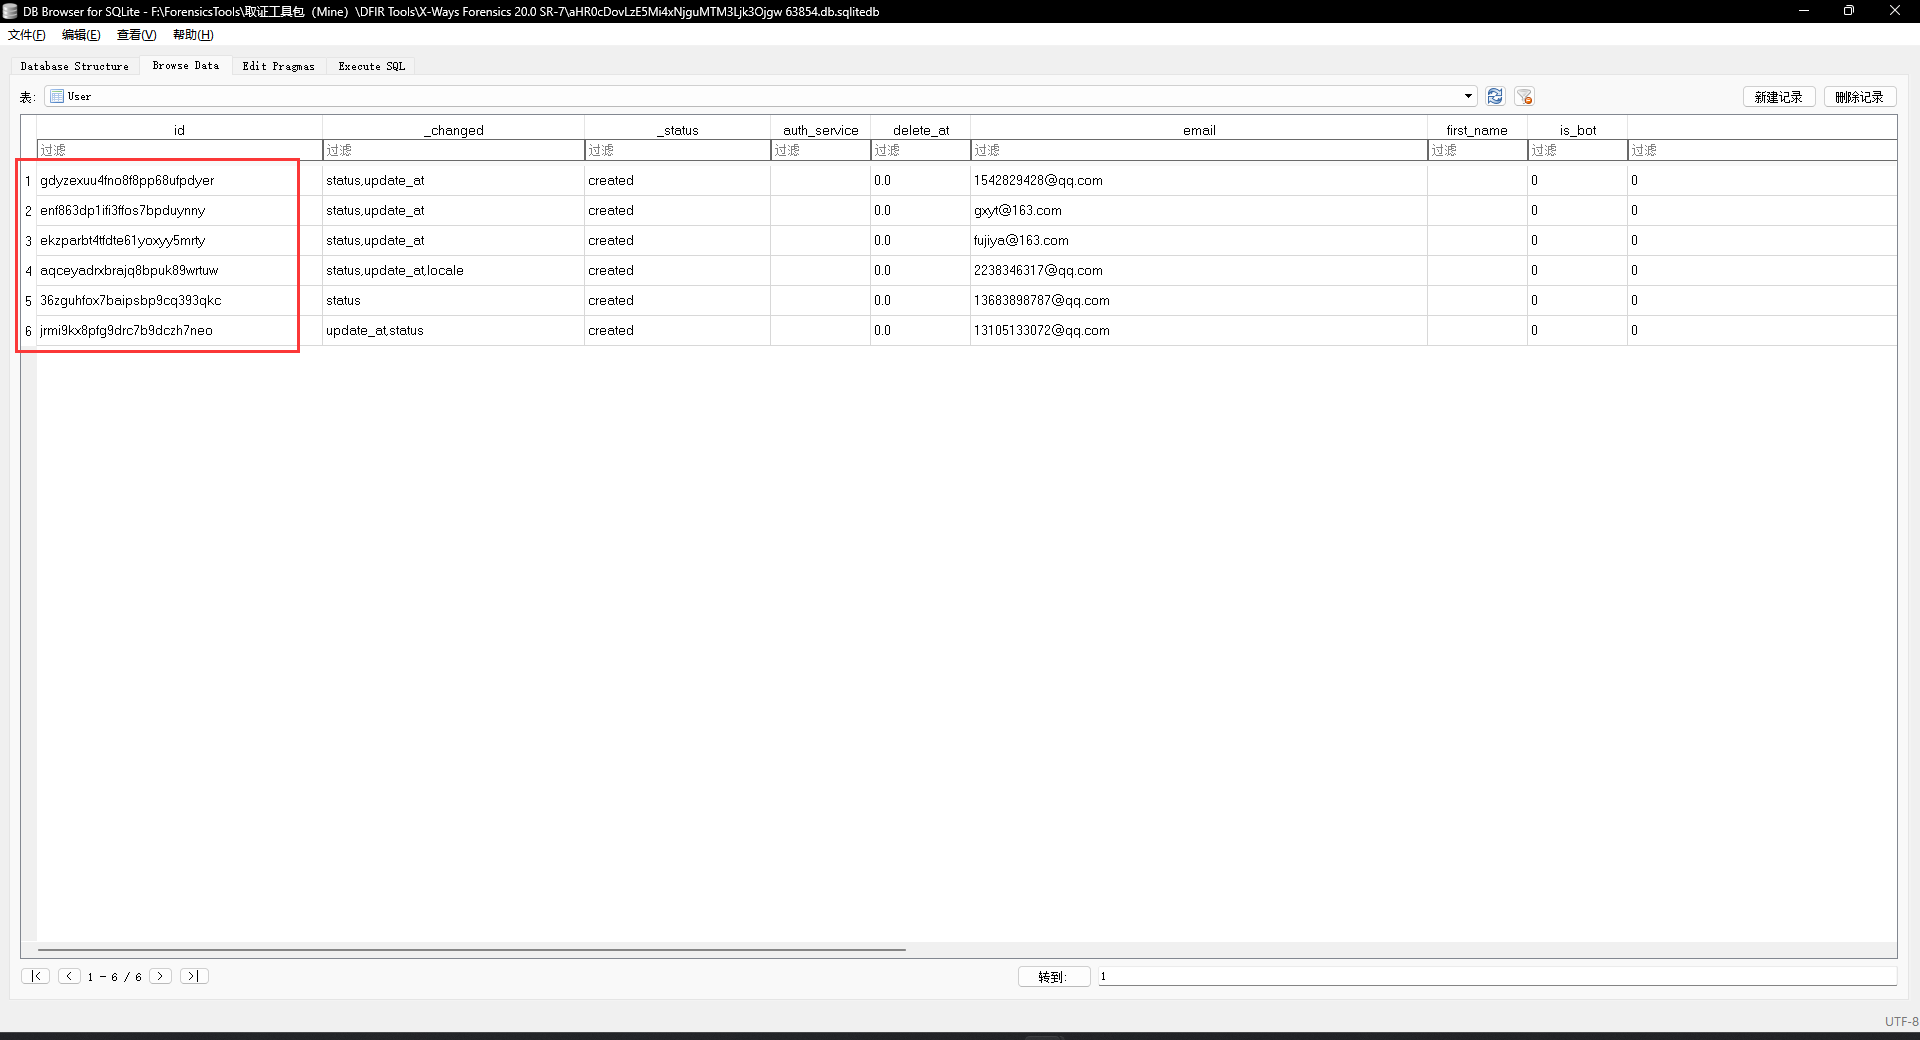 DB Browser for SQLite - F:\ForensicsTools\取证工具包（Mine）\DFIR Tools\X-Ways Forensics 20.0 SR-7\aHR0cDovLzE5Mi4xNjguMTM3Ljk3Ojgw 63854.db.sqlitedb
文件(F) 编辑(E) 查看(V) 帮助(H)
Database Structure Browse Data Edit Pragmas Execute SQL
表: User 新建记录 删除记录
id _changed _status auth_service delete_at email first_name is_bot
过滤 过滤 过滤 过滤 过滤 过滤 过滤 过滤 过滤
1 gdyzexuu4fno8f8pp68ufpdyer status,update_at created 0.0 1542829428@qq.com 0 0
2 enf863dp1ifi3ffos7bpduynny status,update_at created 0.0 gxyt@163.com 0 0
3 ekzparbt4tfdte61yoxyy5mrty status,update_at created 0.0 fujiya@163.com 0 0
4 aqceyadrxbrajq8bpuk89wrtuw status,update_at,locale created 0.0 2238346317@qq.com 0 0
5 36zguhfox7baipsbp9cq393qkc status created 0.0 13683898787@qq.com 0 0
6 jrmi9kx8pfg9drc7b9dczh7neo update_at,status created 0.0 13105133072@qq.com 0 0
1 - 6 / 6 转到: 1
UTF-8